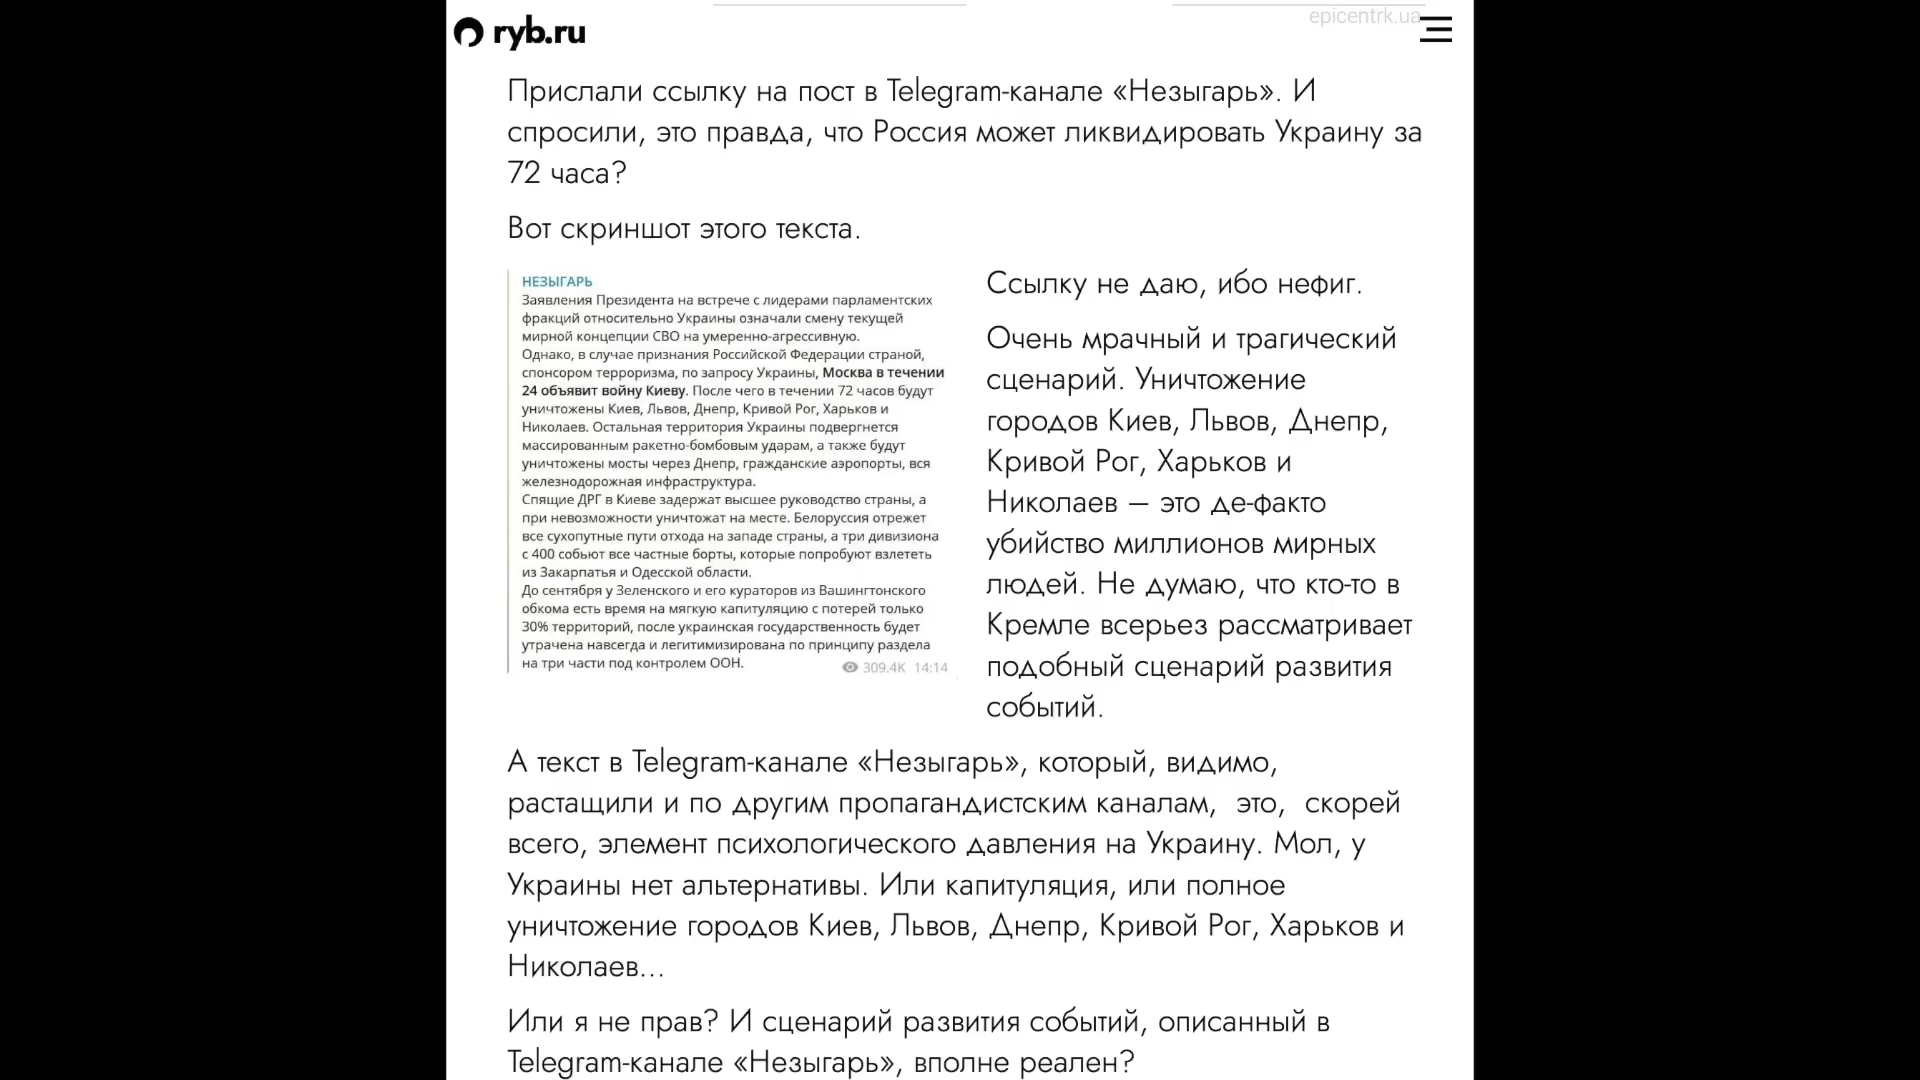 epicentrk.ua
ryb.ru
Прислали ссылку на пост в Telegram-канале «Незыгарь». И
спросили, это правда, что Россия может ликвидировать Украину за
72 часа?
Вот скриншот этого текста.
НЕЗЫГАРЬ
Заявления Президента на встрече с лидерами парламентских
фракций относительно Украины означали смену текущей
мирной концепции СВО на умеренно-агрессивную.
Однако, в случае признания Российской Федерации страной,
спонсором терроризма, по запросу Украины, Москва в течении
24 объявит войну Киеву. После чего в течении 72 часов будут
уничтожены Киев, Львов, Днепр, Кривой Рог, Харьков и
Николаев. Остальная территория Украины подвергнется
массированным ракетно-бомбовым ударам, а также будут
уничтожены мосты через Днепр, гражданские аэропорты, вся
железнодорожная инфраструктура.
Спящие ДРГ в Киеве задержат высшее руководство страны, а
при невозможности уничтожат на месте. Белоруссия отрежет
все сухопутные пути отхода на западе страны, а три дивизиона
с 400 собьют все частные борты, которые попробуют взлететь
из Закарпатья и Одесской области.
До сентября у Зеленского и его кураторов из Вашингтонского
обкома есть время на мягкую капитуляцию с потерей только
30% территорий, после украинская государственность будет
утрачена навсегда и легитимизирована по принципу раздела
на три части под контролем ООН.
309.4K 14:14
Ссылку не даю, ибо нефиг.
Очень мрачный и трагический
сценарий. Уничтожение
городов Киев, Львов, Днепр,
Кривой Рог, Харьков и
Николаев — это де-факто
убийство миллионов мирных
людей. Не думаю, что кто-то в
Кремле всерьез рассматривает
подобный сценарий развития
событий.
А текст в Telegram-канале «Незыгарь», который, видимо,
растащили и по другим пропагандистским каналам, это, скорей
всего, элемент психологического давления на Украину. Мол, у
Украины нет альтернативы. Или капитуляция, или полное
уничтожение городов Киев, Львов, Днепр, Кривой Рог, Харьков и
Николаев...
Или я не прав? И сценарий развития событий, описанный в
Telegram-канале «Незыгарь», вполне реален?